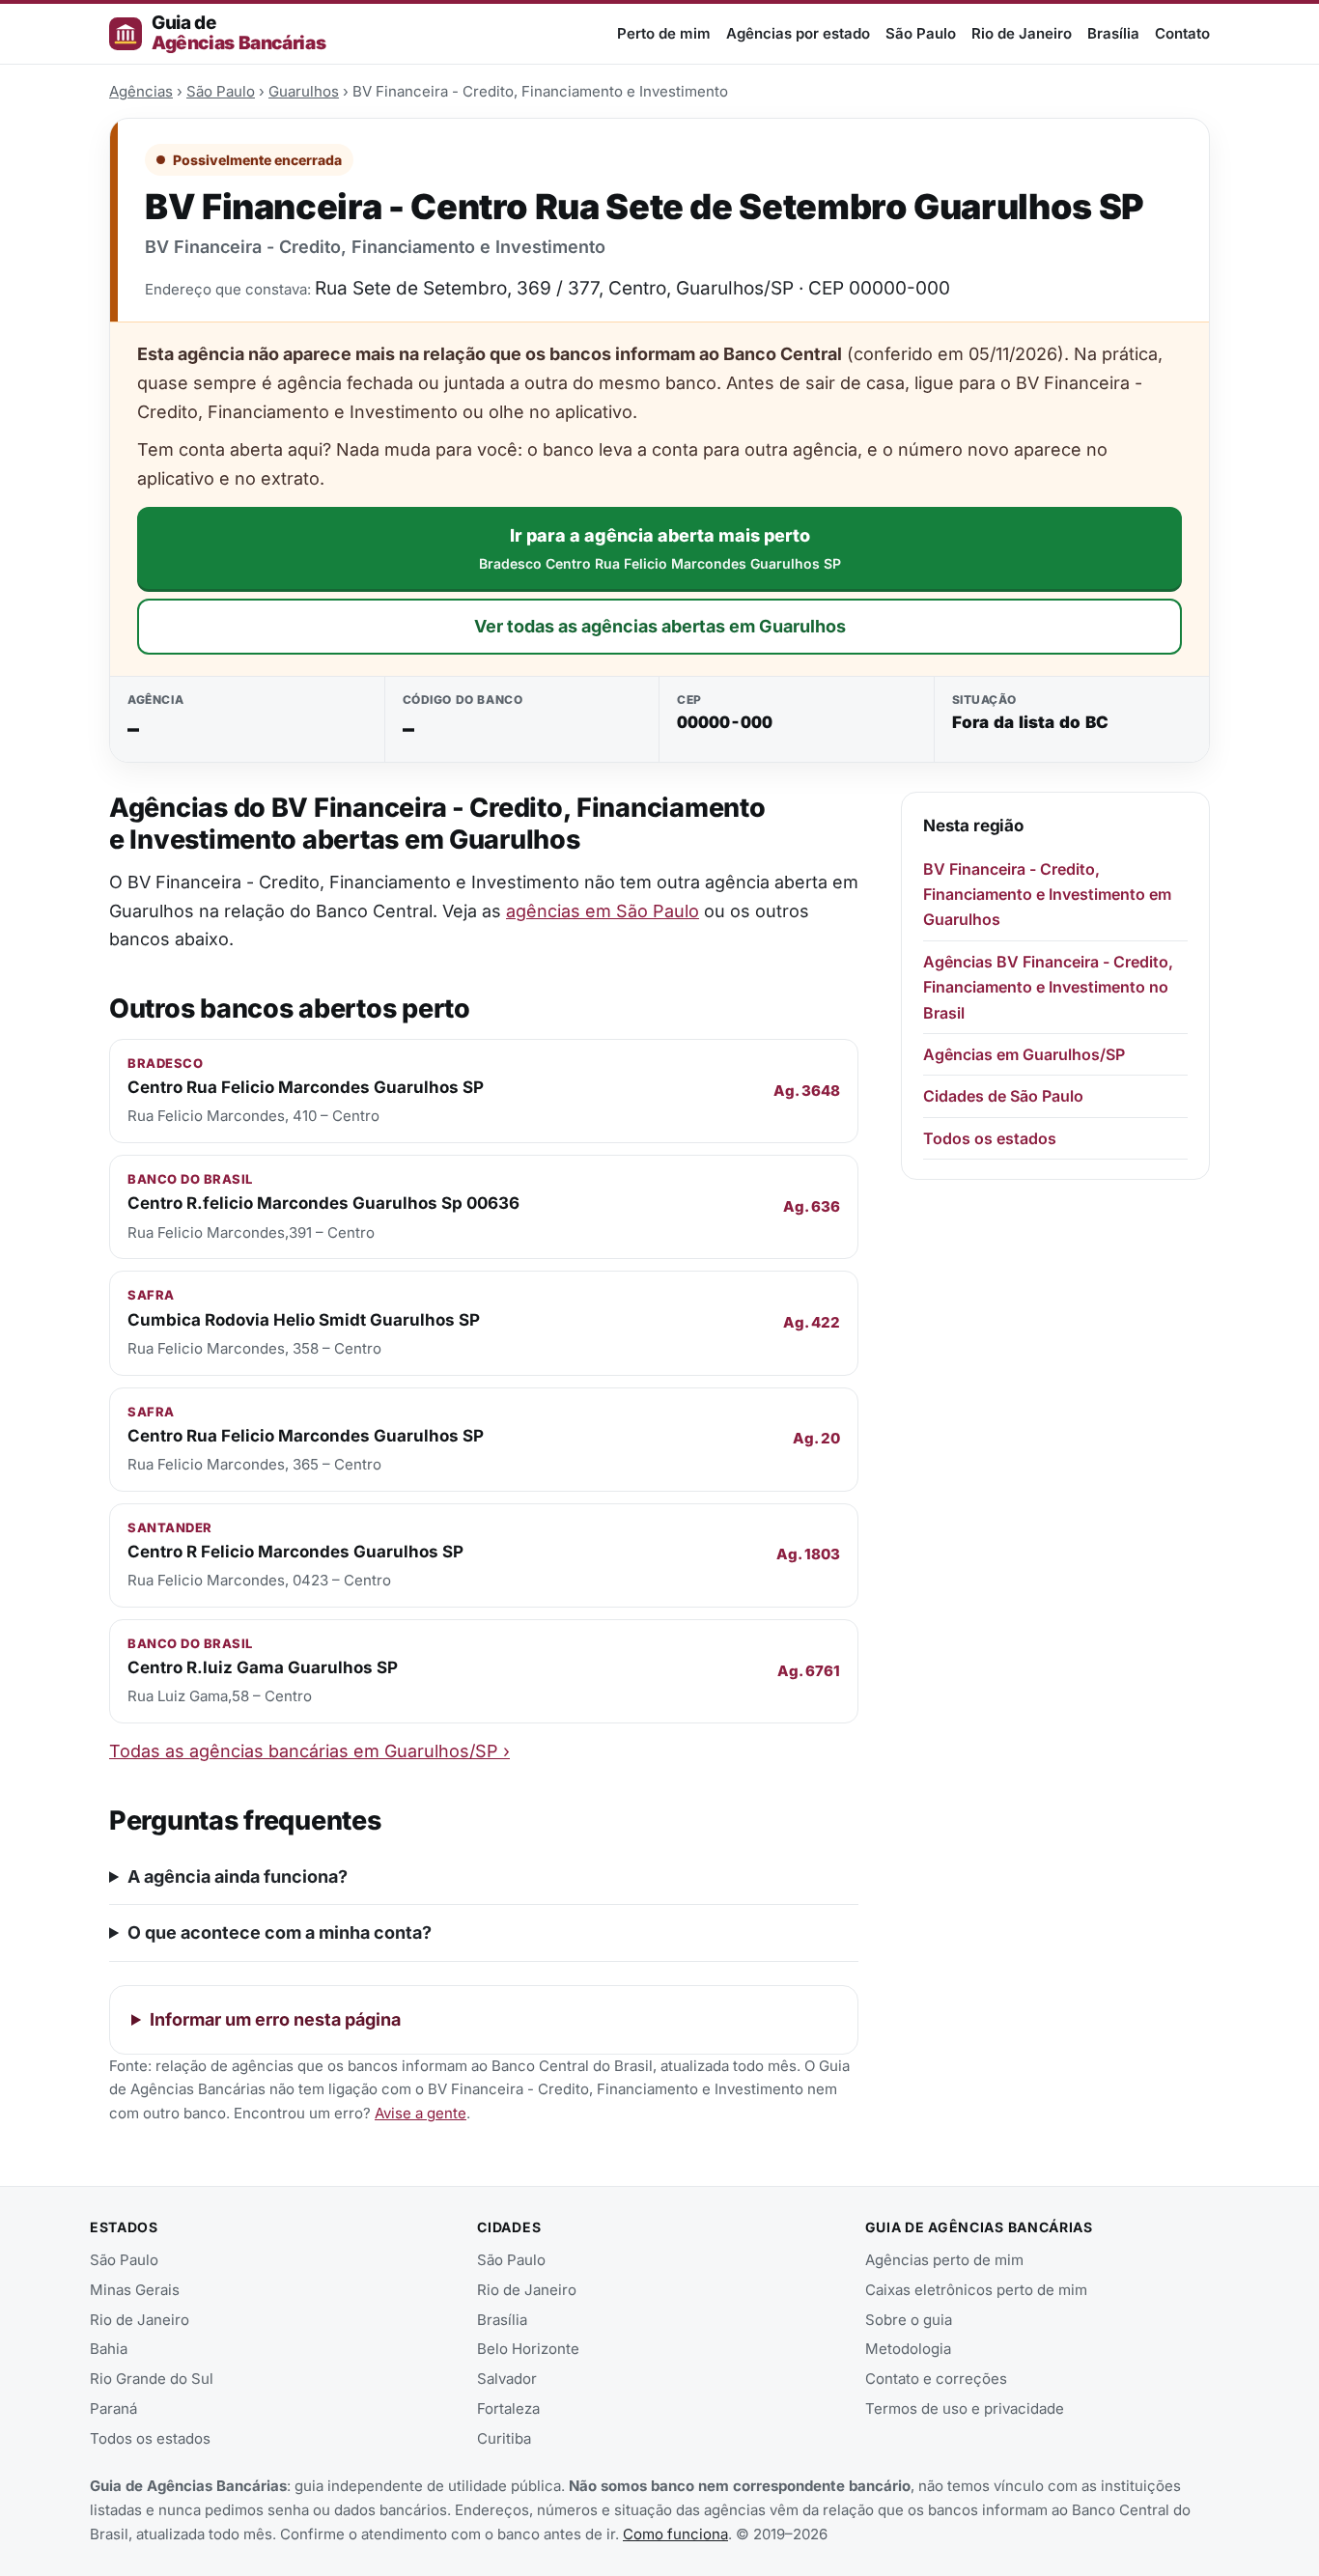 Guia de
Agências Bancárias
Perto de mim Agências por estado São Paulo Rio de Janeiro Brasília Contato
Agências › São Paulo › Guarulhos › BV Financeira - Credito, Financiamento e Investimento
Possivelmente encerrada
BV Financeira - Centro Rua Sete de Setembro Guarulhos SP
BV Financeira - Credito, Financiamento e Investimento
Endereço que constava: Rua Sete de Setembro, 369 / 377, Centro, Guarulhos/SP · CEP 00000-000
Esta agência não aparece mais na relação que os bancos informam ao Banco Central (conferido em 05/11/2026). Na prática,
quase sempre é agência fechada ou juntada a outra do mesmo banco. Antes de sair de casa, ligue para o BV Financeira -
Credito, Financiamento e Investimento ou olhe no aplicativo.
Tem conta aberta aqui? Nada muda para você: o banco leva a conta para outra agência, e o número novo aparece no
aplicativo e no extrato.
Ir para a agência aberta mais perto
Bradesco Centro Rua Felicio Marcondes Guarulhos SP
Ver todas as agências abertas em Guarulhos
AGÊNCIA
–
CÓDIGO DO BANCO
–
CEP
00000-000
SITUAÇÃO
Fora da lista do BC
Agências do BV Financeira - Credito, Financiamento
e Investimento abertas em Guarulhos
O BV Financeira - Credito, Financiamento e Investimento não tem outra agência aberta em
Guarulhos na relação do Banco Central. Veja as agências em São Paulo ou os outros
bancos abaixo.
Outros bancos abertos perto
BRADESCO
Centro Rua Felicio Marcondes Guarulhos SP
Rua Felicio Marcondes, 410 – Centro
Ag. 3648
BANCO DO BRASIL
Centro R.felicio Marcondes Guarulhos Sp 00636
Rua Felicio Marcondes,391 – Centro
Ag. 636
SAFRA
Cumbica Rodovia Helio Smidt Guarulhos SP
Rua Felicio Marcondes, 358 – Centro
Ag. 422
SAFRA
Centro Rua Felicio Marcondes Guarulhos SP
Rua Felicio Marcondes, 365 – Centro
Ag. 20
SANTANDER
Centro R Felicio Marcondes Guarulhos SP
Rua Felicio Marcondes, 0423 – Centro
Ag. 1803
BANCO DO BRASIL
Centro R.luiz Gama Guarulhos SP
Rua Luiz Gama,58 – Centro
Ag. 6761
Todas as agências bancárias em Guarulhos/SP ›
Perguntas frequentes
A agência ainda funciona?
O que acontece com a minha conta?
Informar um erro nesta página
Fonte: relação de agências que os bancos informam ao Banco Central do Brasil, atualizada todo mês. O Guia
de Agências Bancárias não tem ligação com o BV Financeira - Credito, Financiamento e Investimento nem
com outro banco. Encontrou um erro? Avise a gente.
Nesta região
BV Financeira - Credito,
Financiamento e Investimento em
Guarulhos
Agências BV Financeira - Credito,
Financiamento e Investimento no
Brasil
Agências em Guarulhos/SP
Cidades de São Paulo
Todos os estados
ESTADOS
São Paulo
Minas Gerais
Rio de Janeiro
Bahia
Rio Grande do Sul
Paraná
Todos os estados
CIDADES
São Paulo
Rio de Janeiro
Brasília
Belo Horizonte
Salvador
Fortaleza
Curitiba
GUIA DE AGÊNCIAS BANCÁRIAS
Agências perto de mim
Caixas eletrônicos perto de mim
Sobre o guia
Metodologia
Contato e correções
Termos de uso e privacidade
Guia de Agências Bancárias: guia independente de utilidade pública. Não somos banco nem correspondente bancário, não temos vínculo com as instituições
listadas e nunca pedimos senha ou dados bancários. Endereços, números e situação das agências vêm da relação que os bancos informam ao Banco Central do
Brasil, atualizada todo mês. Confirme o atendimento com o banco antes de ir. Como funciona. © 2019–2026